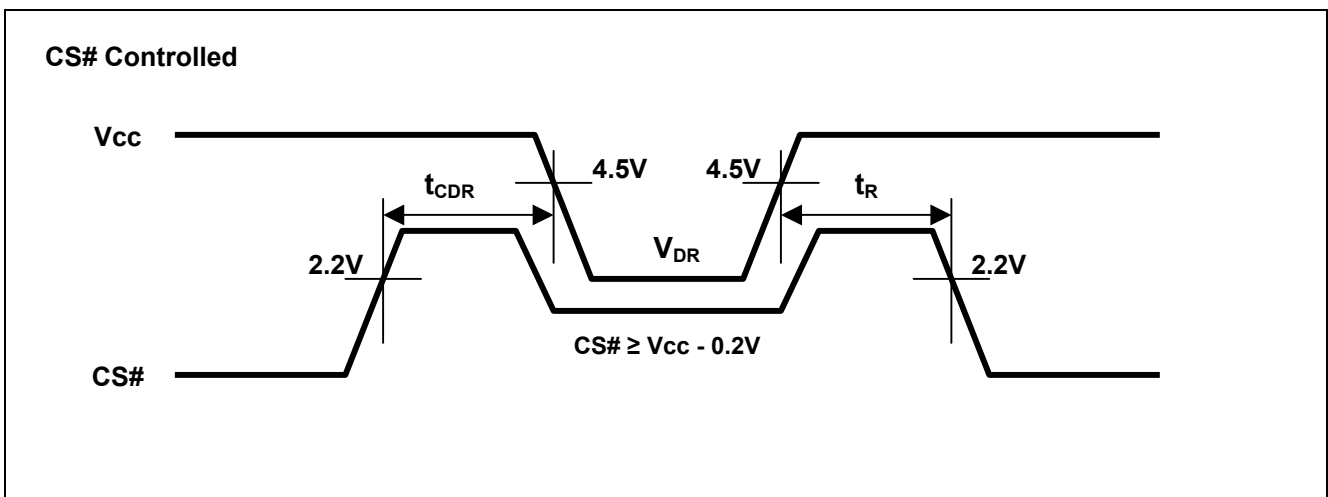 CS# Controlled
Vcc
4.5V
4.5V
tCDR
tR
2.2V
VDR
2.2V
CS# ≥ Vcc - 0.2V
CS#